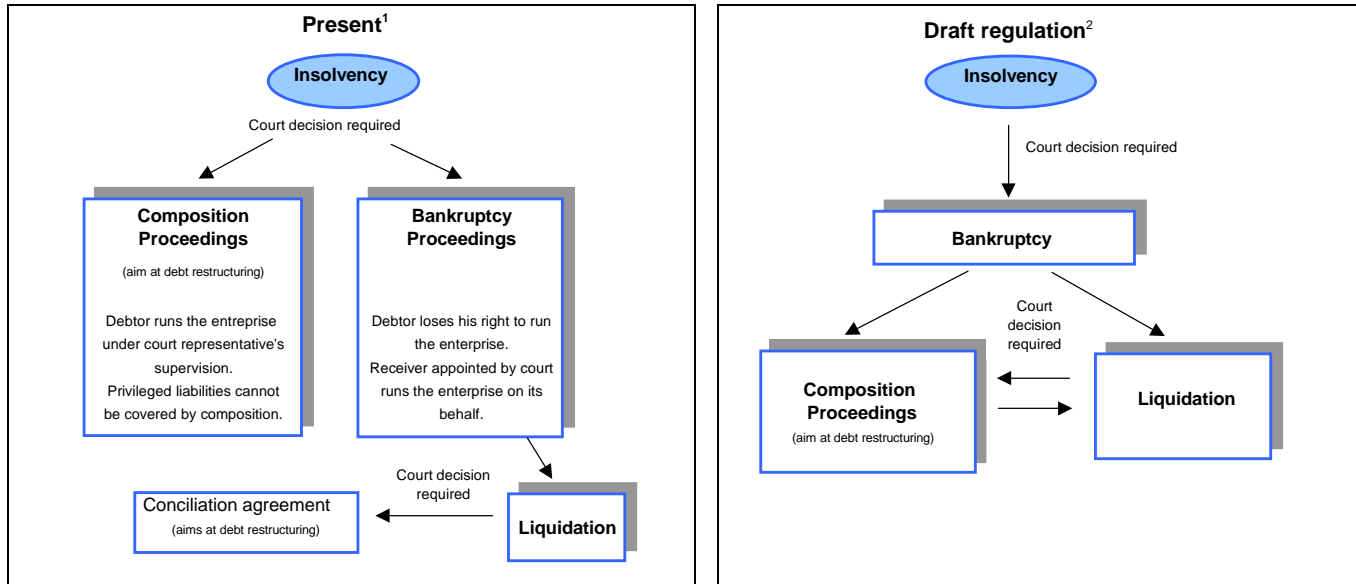 Present¹
Insolvency
Court decision required
Composition
Proceedings
(aim at debt restructuring)
Debtor runs the entreprise
under court representative's
supervision.
Privileged liabilities cannot
be covered by composition.
Bankruptcy
Proceedings
Debtor loses his right to run
the enterprise.
Receiver appointed by court
runs the enterprise on its
behalf.
Court decision
required
Conciliation agreement
(aims at debt restructuring)
Liquidation
Draft regulation²
Insolvency
Court decision required
Bankruptcy
Court
decision
required
Composition
Proceedings
(aim at debt restructuring)
Liquidation